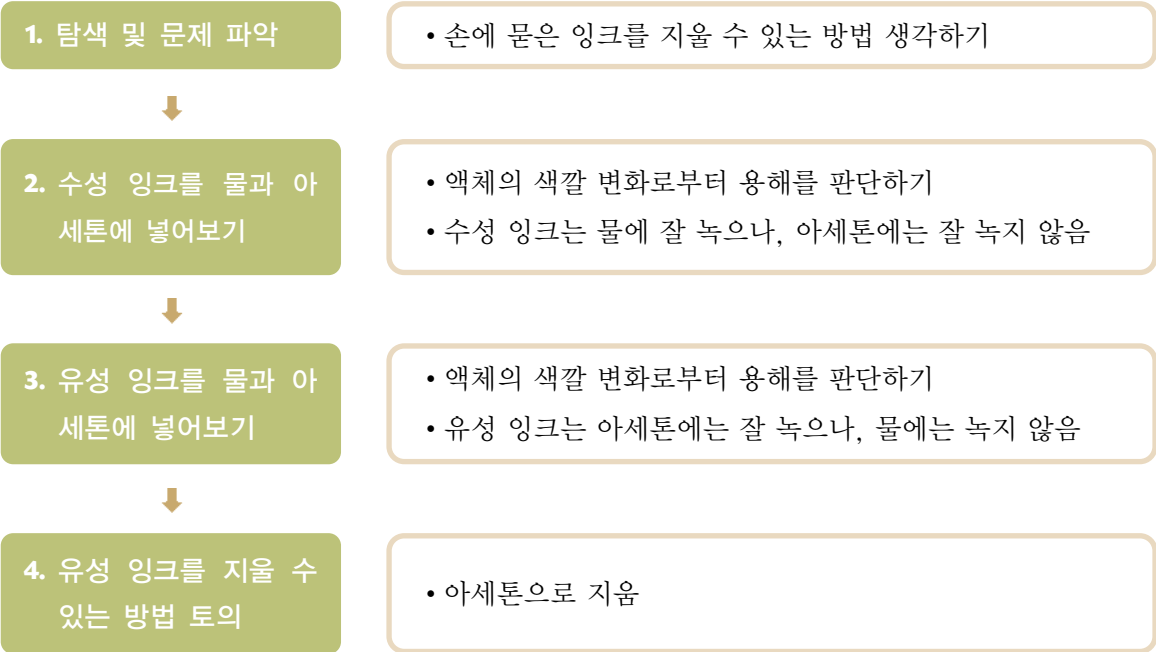 1. 탐색 및 문제 파악
• 손에 묻은 잉크를 지울 수 있는 방법 생각하기
2. 수성 잉크를 물과 아
세톤에 넣어보기
• 액체의 색깔 변화로부터 용해를 판단하기
• 수성 잉크는 물에 잘 녹으나, 아세톤에는 잘 녹지 않음
3. 유성 잉크를 물과 아
세톤에 넣어보기
• 액체의 색깔 변화로부터 용해를 판단하기
• 유성 잉크는 아세톤에는 잘 녹으나, 물에는 녹지 않음
4. 유성 잉크를 지울 수
있는 방법 토의
• 아세톤으로 지움